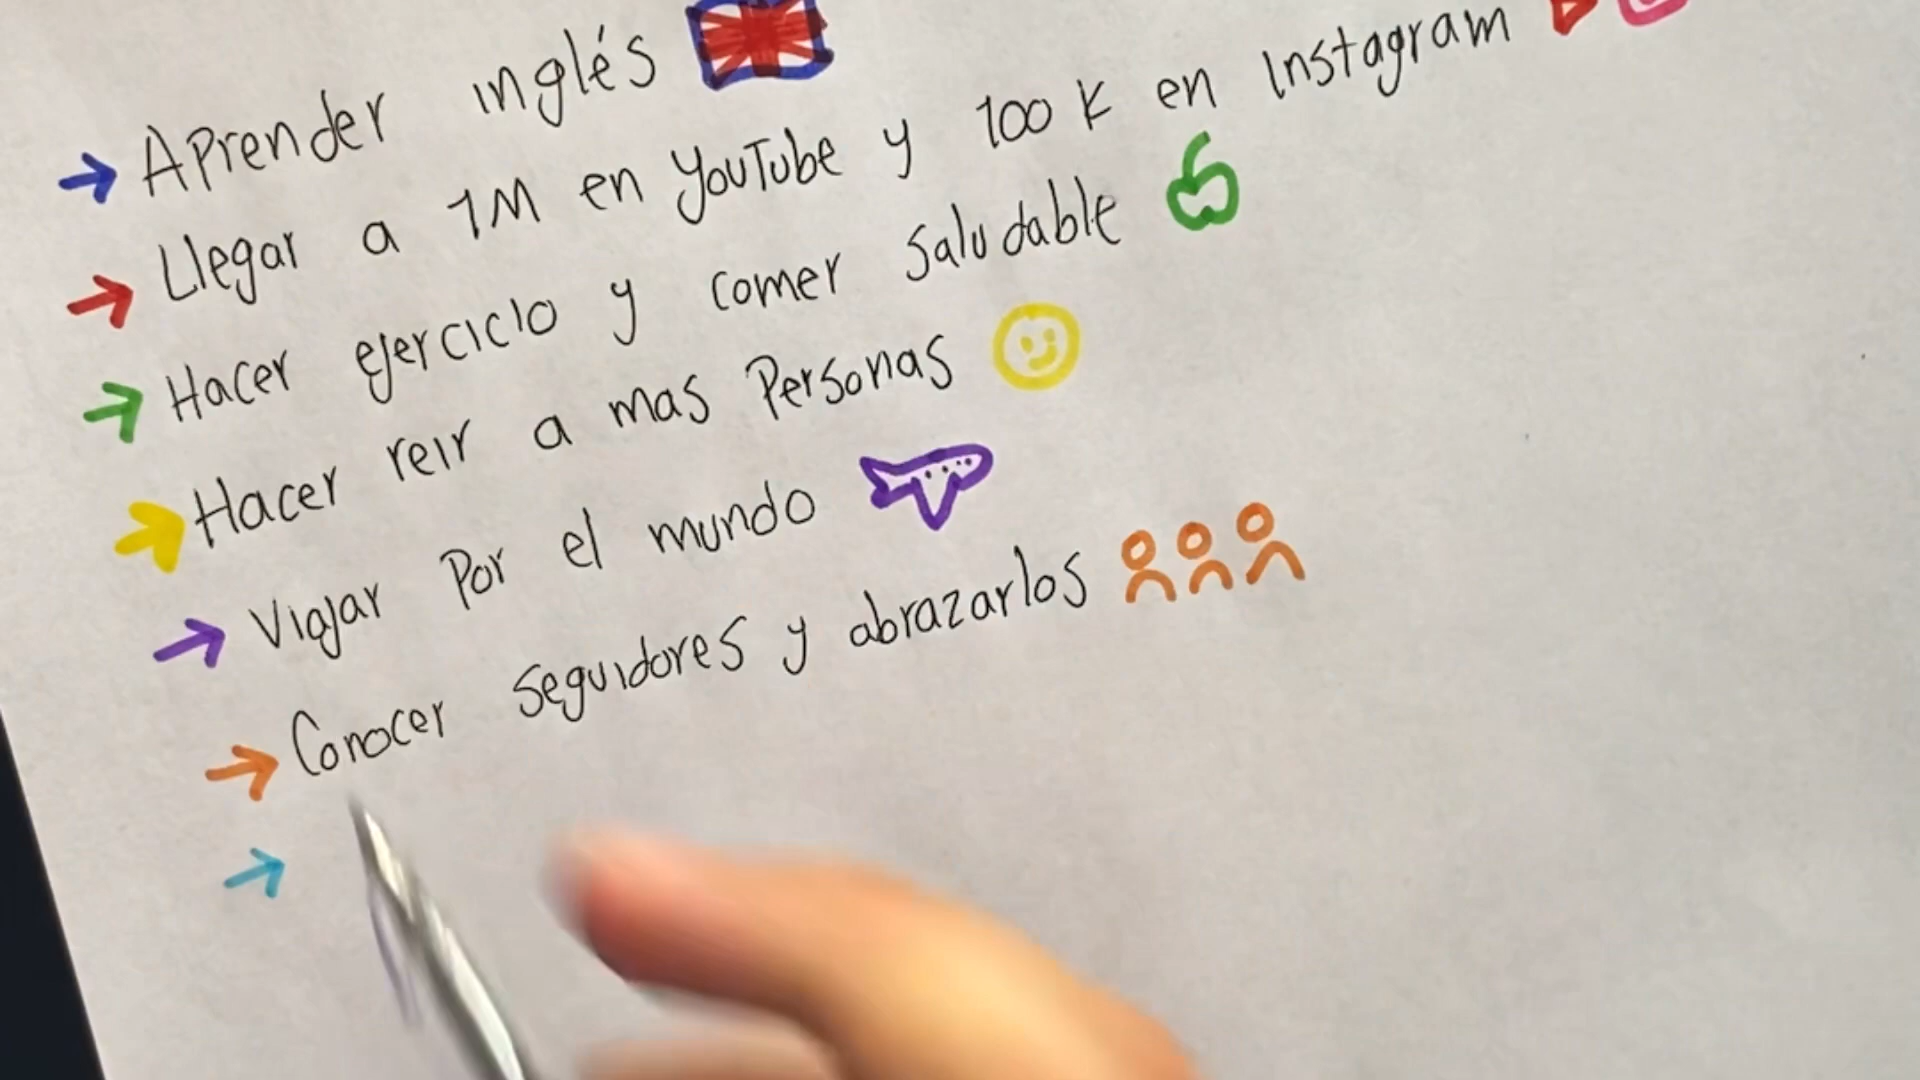 Aprender inglés
Llegar a 1M en YouTube y 100 K en Instagram
Hacer ejercicio y comer saludable
Hacer reir a mas Personas
Viajar Por el mundo
Conocer seguidores y abrazarlos